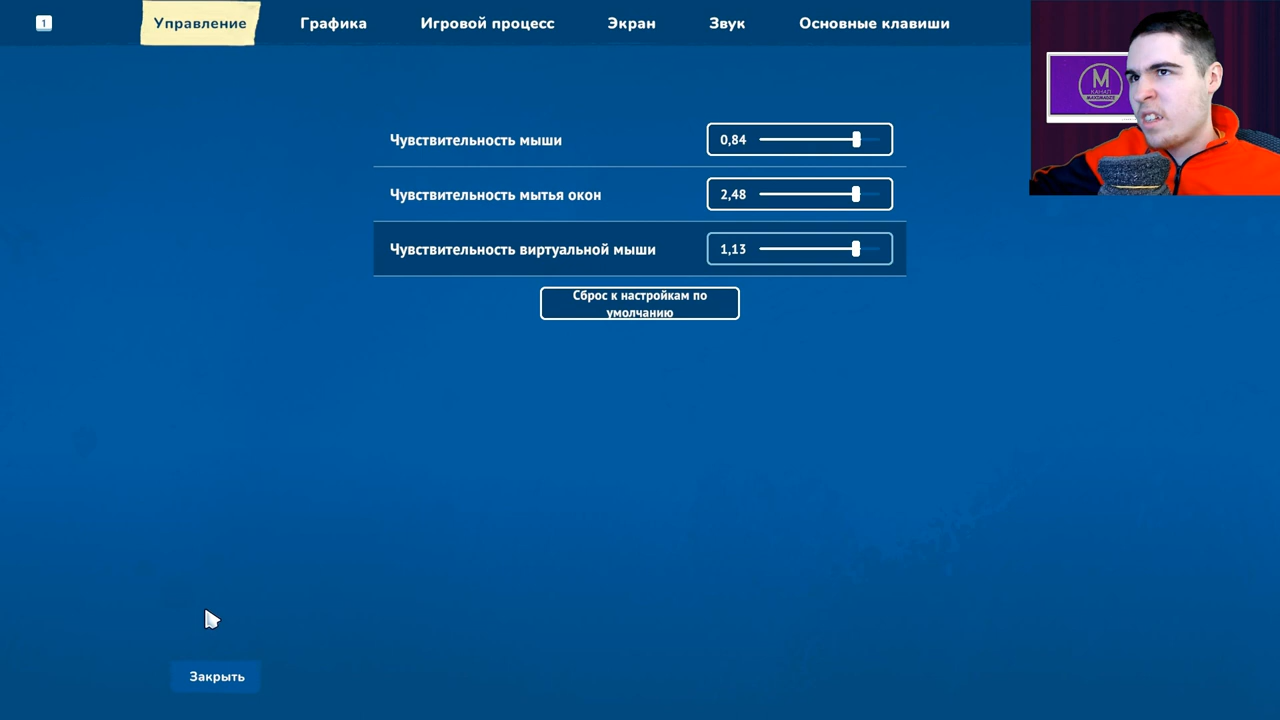 1
Управление
Графика
Игровой процесс
Экран
Звук
Основные клавиши
Чувствительность мыши
0,84
Чувствительность мытья окон
2,48
Чувствительность виртуальной мыши
1,13
Сброс к настройкам по
умолчанию
Закрыть
М
КАНАЛ